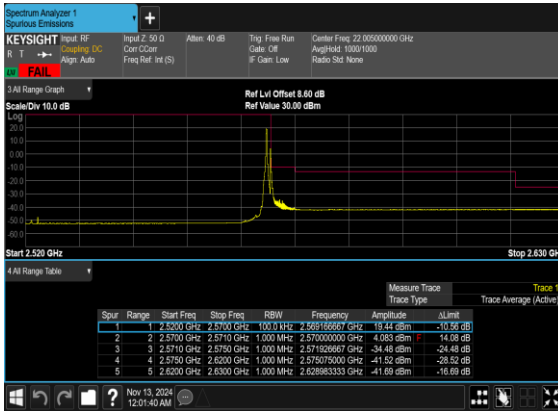 Spectrum Analyzer 1
Spurious Emissions
+
KEYSIGHT Input: RF Input Z: 50 Ω Atten: 40 dB Trig: Free Run Center Freq: 22.005000000 GHz
R T Coupling: DC Corr CCorr Gate: Off Avg|Hold: 1000/1000
Align: Auto Freq Ref: Int (S) IF Gain: Low Radio Std: None
FAIL
3 All Range Graph
Ref Lvl Offset 8.60 dB
Scale/Div 10.0 dB Ref Value 30.00 dBm
Log
20.0
10.0
0.00
-10.0
-20.0
-30.0
-40.0
-50.0
-60.0
Start 2.520 GHz Stop 2.630 GH
4 All Range Table
Measure Trace Trace 1
Trace Type Trace Average (Active)
Spur Range Start Freq Stop Freq RBW Frequency Amplitude ΔLimit
1 1 2.5200 GHz 2.5700 GHz 100.0 kHz 2.569166667 GHz 19.44 dBm -10.56 dB
2 2 2.5700 GHz 2.5710 GHz 1.000 MHz 2.570000000 GHz 4.083 dBm F 14.08 dB
3 3 2.5710 GHz 2.5750 GHz 1.000 MHz 2.571926667 GHz -34.48 dBm -24.48 dB
4 4 2.5750 GHz 2.6200 GHz 1.000 MHz 2.575075000 GHz -41.52 dBm -28.52 dB
5 5 2.6200 GHz 2.6300 GHz 1.000 MHz 2.628983333 GHz -41.69 dBm -16.69 dB
?
Nov 13, 2024
12:01:40 AM